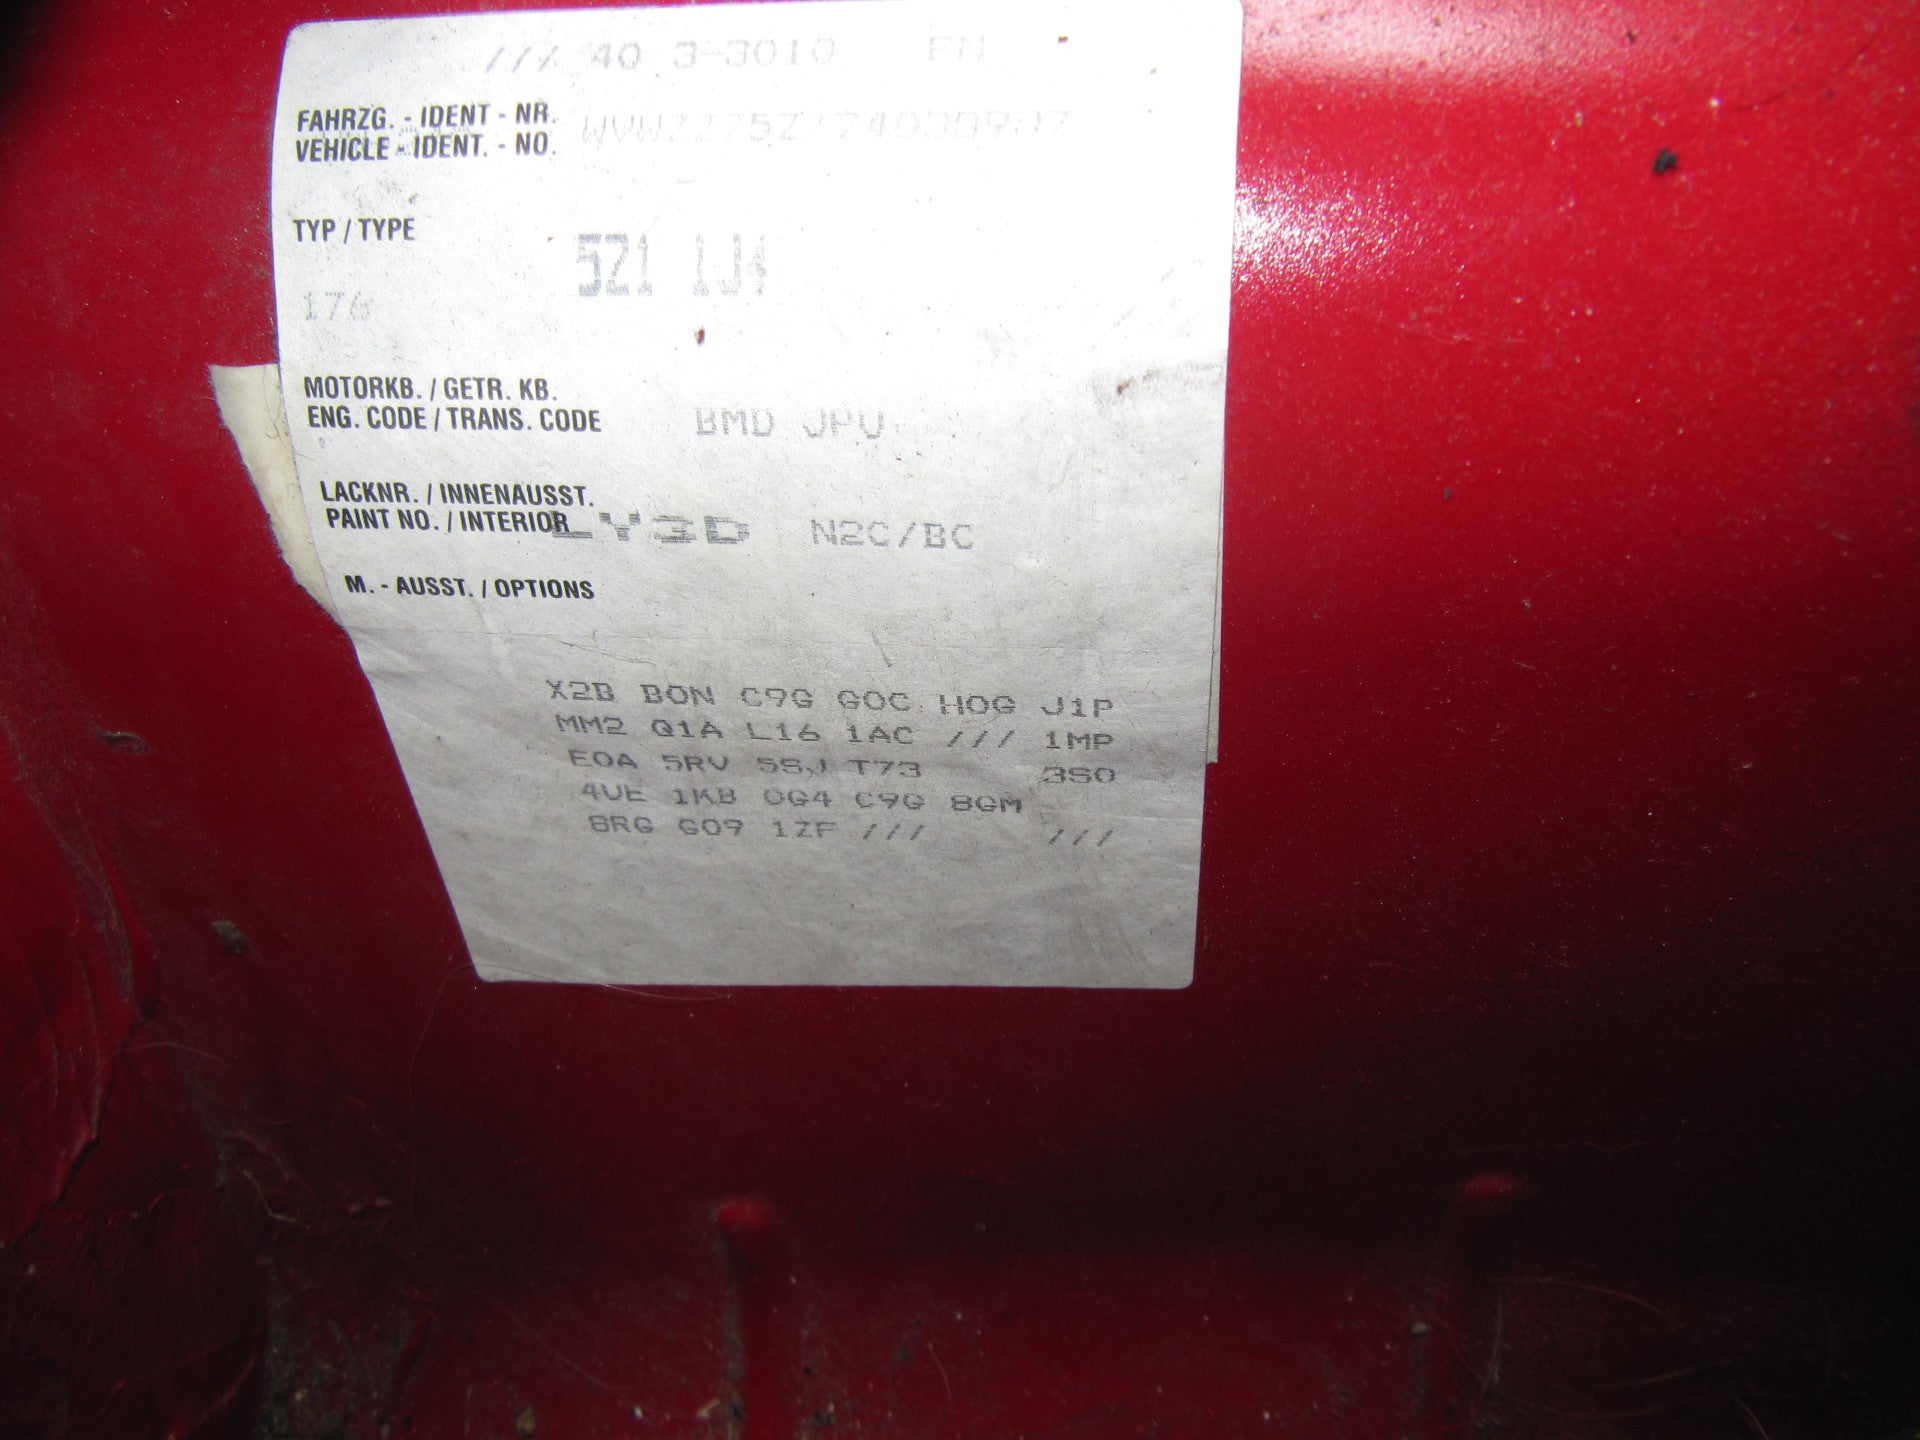 /// 40 3-3010 FN
FAHRZG. - IDENT - NR.
VEHICLE - IDENT. - NO.
TYP / TYPE
5Z1 1J4
176
MOTORKB. / GETR. KB.
ENG. CODE / TRANS. CODE BMD JPU
LACKNR. / INNENAUSST.
PAINT NO. / INTERIOR LY3D N2C/BC
M. - AUSST. / OPTIONS
X2B B0N C9G G0C H0G J1P
MM2 Q1A L16 1AC /// 1MP
E0A 5RV 5SJ T73 3S0
4UE 1KB 0G4 C9G 8GM
8RG G09 1ZF /// ///